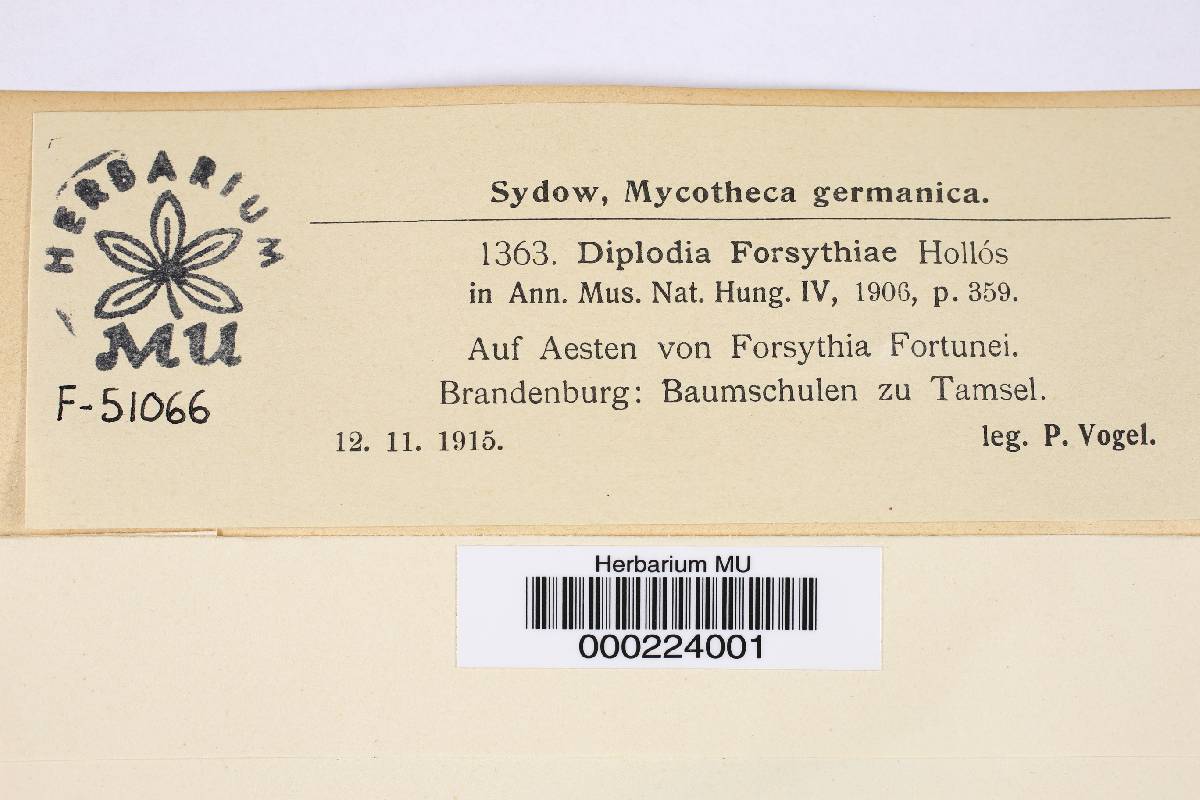 HERBARIUM
MU
F-51066
Sydow, Mycotheca germanica.
1363. Diplodia Forsythiae Hollós
in Ann. Mus. Nat. Hung. IV, 1906, p. 359.
Auf Aesten von Forsythia Fortunei.
Brandenburg: Baumschulen zu Tamsel.
12. 11. 1915. leg. P. Vogel.
Herbarium MU
000224001